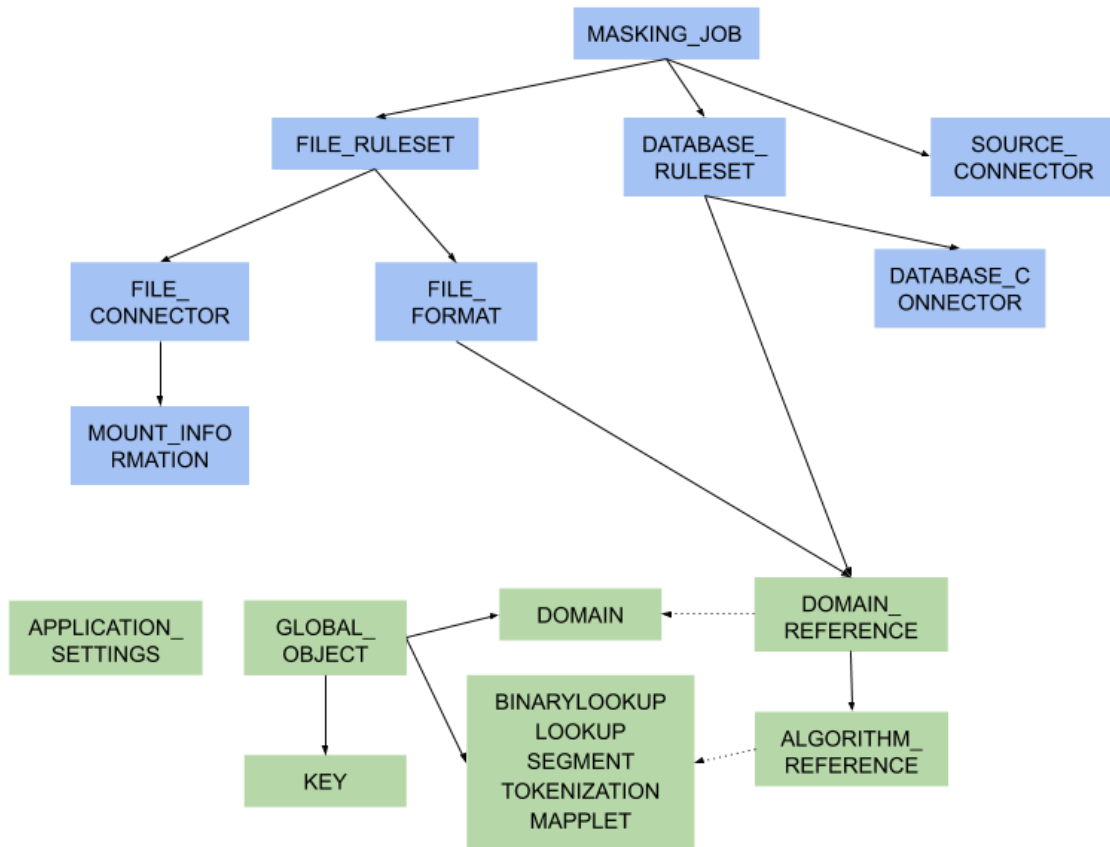 MASKING_JOB
FILE_RULESET
DATABASE_
RULESET
SOURCE_
CONNECTOR
FILE_
CONNECTOR
FILE_
FORMAT
DATABASE_C
ONNECTOR
MOUNT_INFO
RMATION
APPLICATION_
SETTINGS
GLOBAL_
OBJECT
DOMAIN
DOMAIN_
REFERENCE
KEY
BINARYLOOKUP
LOOKUP
SEGMENT
TOKENIZATION
MAPPLET
ALGORITHM_
REFERENCE